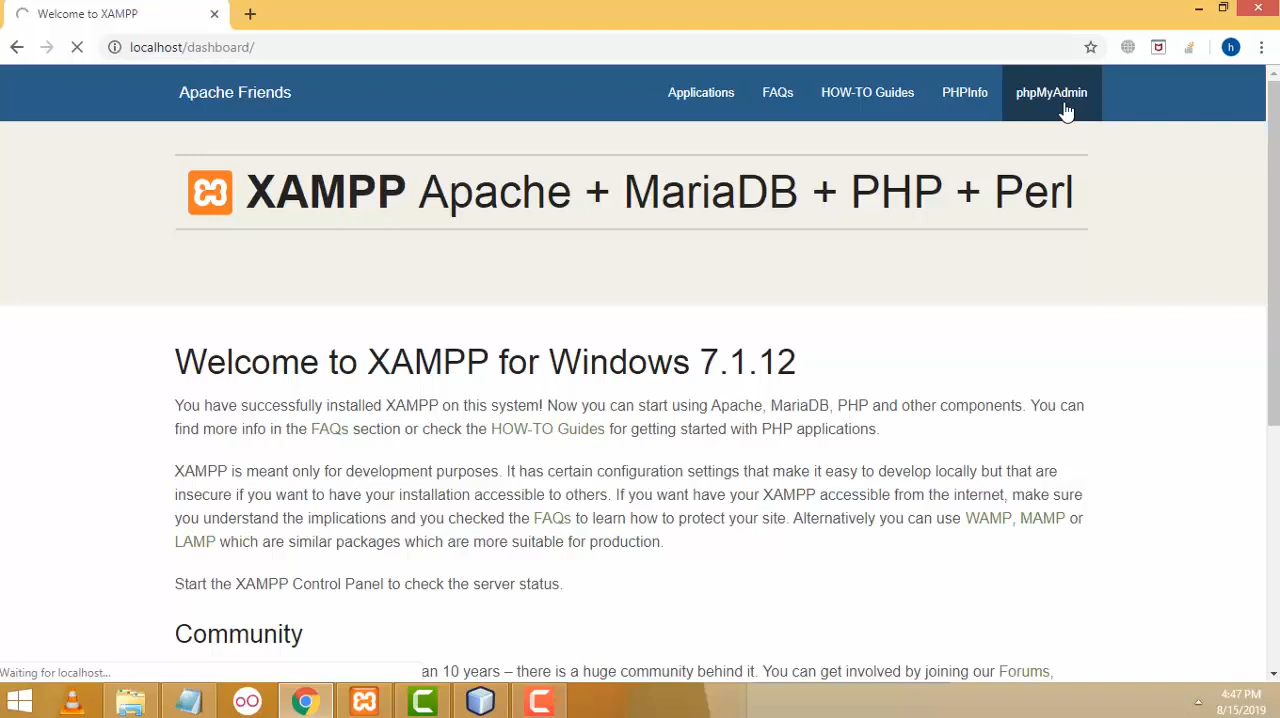 Welcome to XAMPP
localhost/dashboard/
h
Apache Friends
Applications
FAQs
HOW-TO Guides
PHPInfo
phpMyAdmin
XAMPP Apache + MariaDB + PHP + Perl
Welcome to XAMPP for Windows 7.1.12
You have successfully installed XAMPP on this system! Now you can start using Apache, MariaDB, PHP and other components. You can
find more info in the FAQs section or check the HOW-TO Guides for getting started with PHP applications.
XAMPP is meant only for development purposes. It has certain configuration settings that make it easy to develop locally but that are
insecure if you want to have your installation accessible to others. If you want have your XAMPP accessible from the internet, make sure
you understand the implications and you checked the FAQs to learn how to protect your site. Alternatively you can use WAMP, MAMP or
LAMP which are similar packages which are more suitable for production.
Start the XAMPP Control Panel to check the server status.
Community
an 10 years – there is a huge community behind it. You can get involved by joining our Forums,
Waiting for localhost...
4:47 PM
8/15/2019